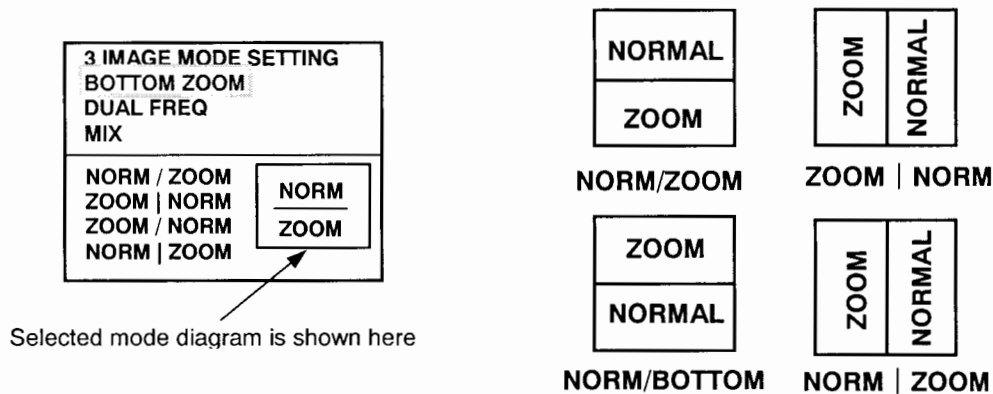 3 IMAGE MODE SETTING
BOTTOM ZOOM
DUAL FREQ
MIX
NORM / ZOOM
ZOOM | NORM
ZOOM / NORM
NORM | ZOOM
NORM
ZOOM
Selected mode diagram is shown here
NORMAL
ZOOM
NORM/ZOOM
ZOOM
NORMAL
ZOOM | NORM
ZOOM
NORMAL
NORM/BOTTOM
ZOOM
NORMAL
NORM | ZOOM